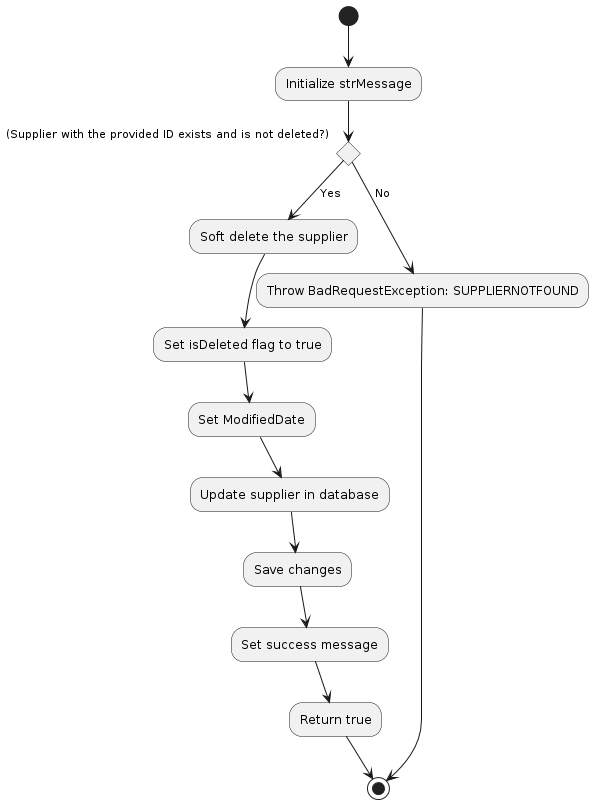 Initialize strMessage
(Supplier with the provided ID exists and is not deleted?)
Yes
No
Soft delete the supplier
Throw BadRequestException: SUPPLIERNOTFOUND
Set isDeleted flag to true
Set ModifiedDate
Update supplier in database
Save changes
Set success message
Return true